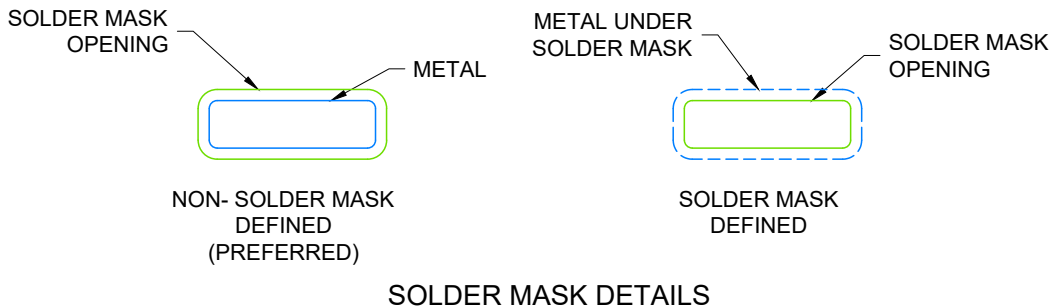 SOLDER MASK
OPENING
METAL
NON- SOLDER MASK
DEFINED
(PREFERRED)
METAL UNDER
SOLDER MASK
SOLDER MASK
OPENING
SOLDER MASK
DEFINED
SOLDER MASK DETAILS